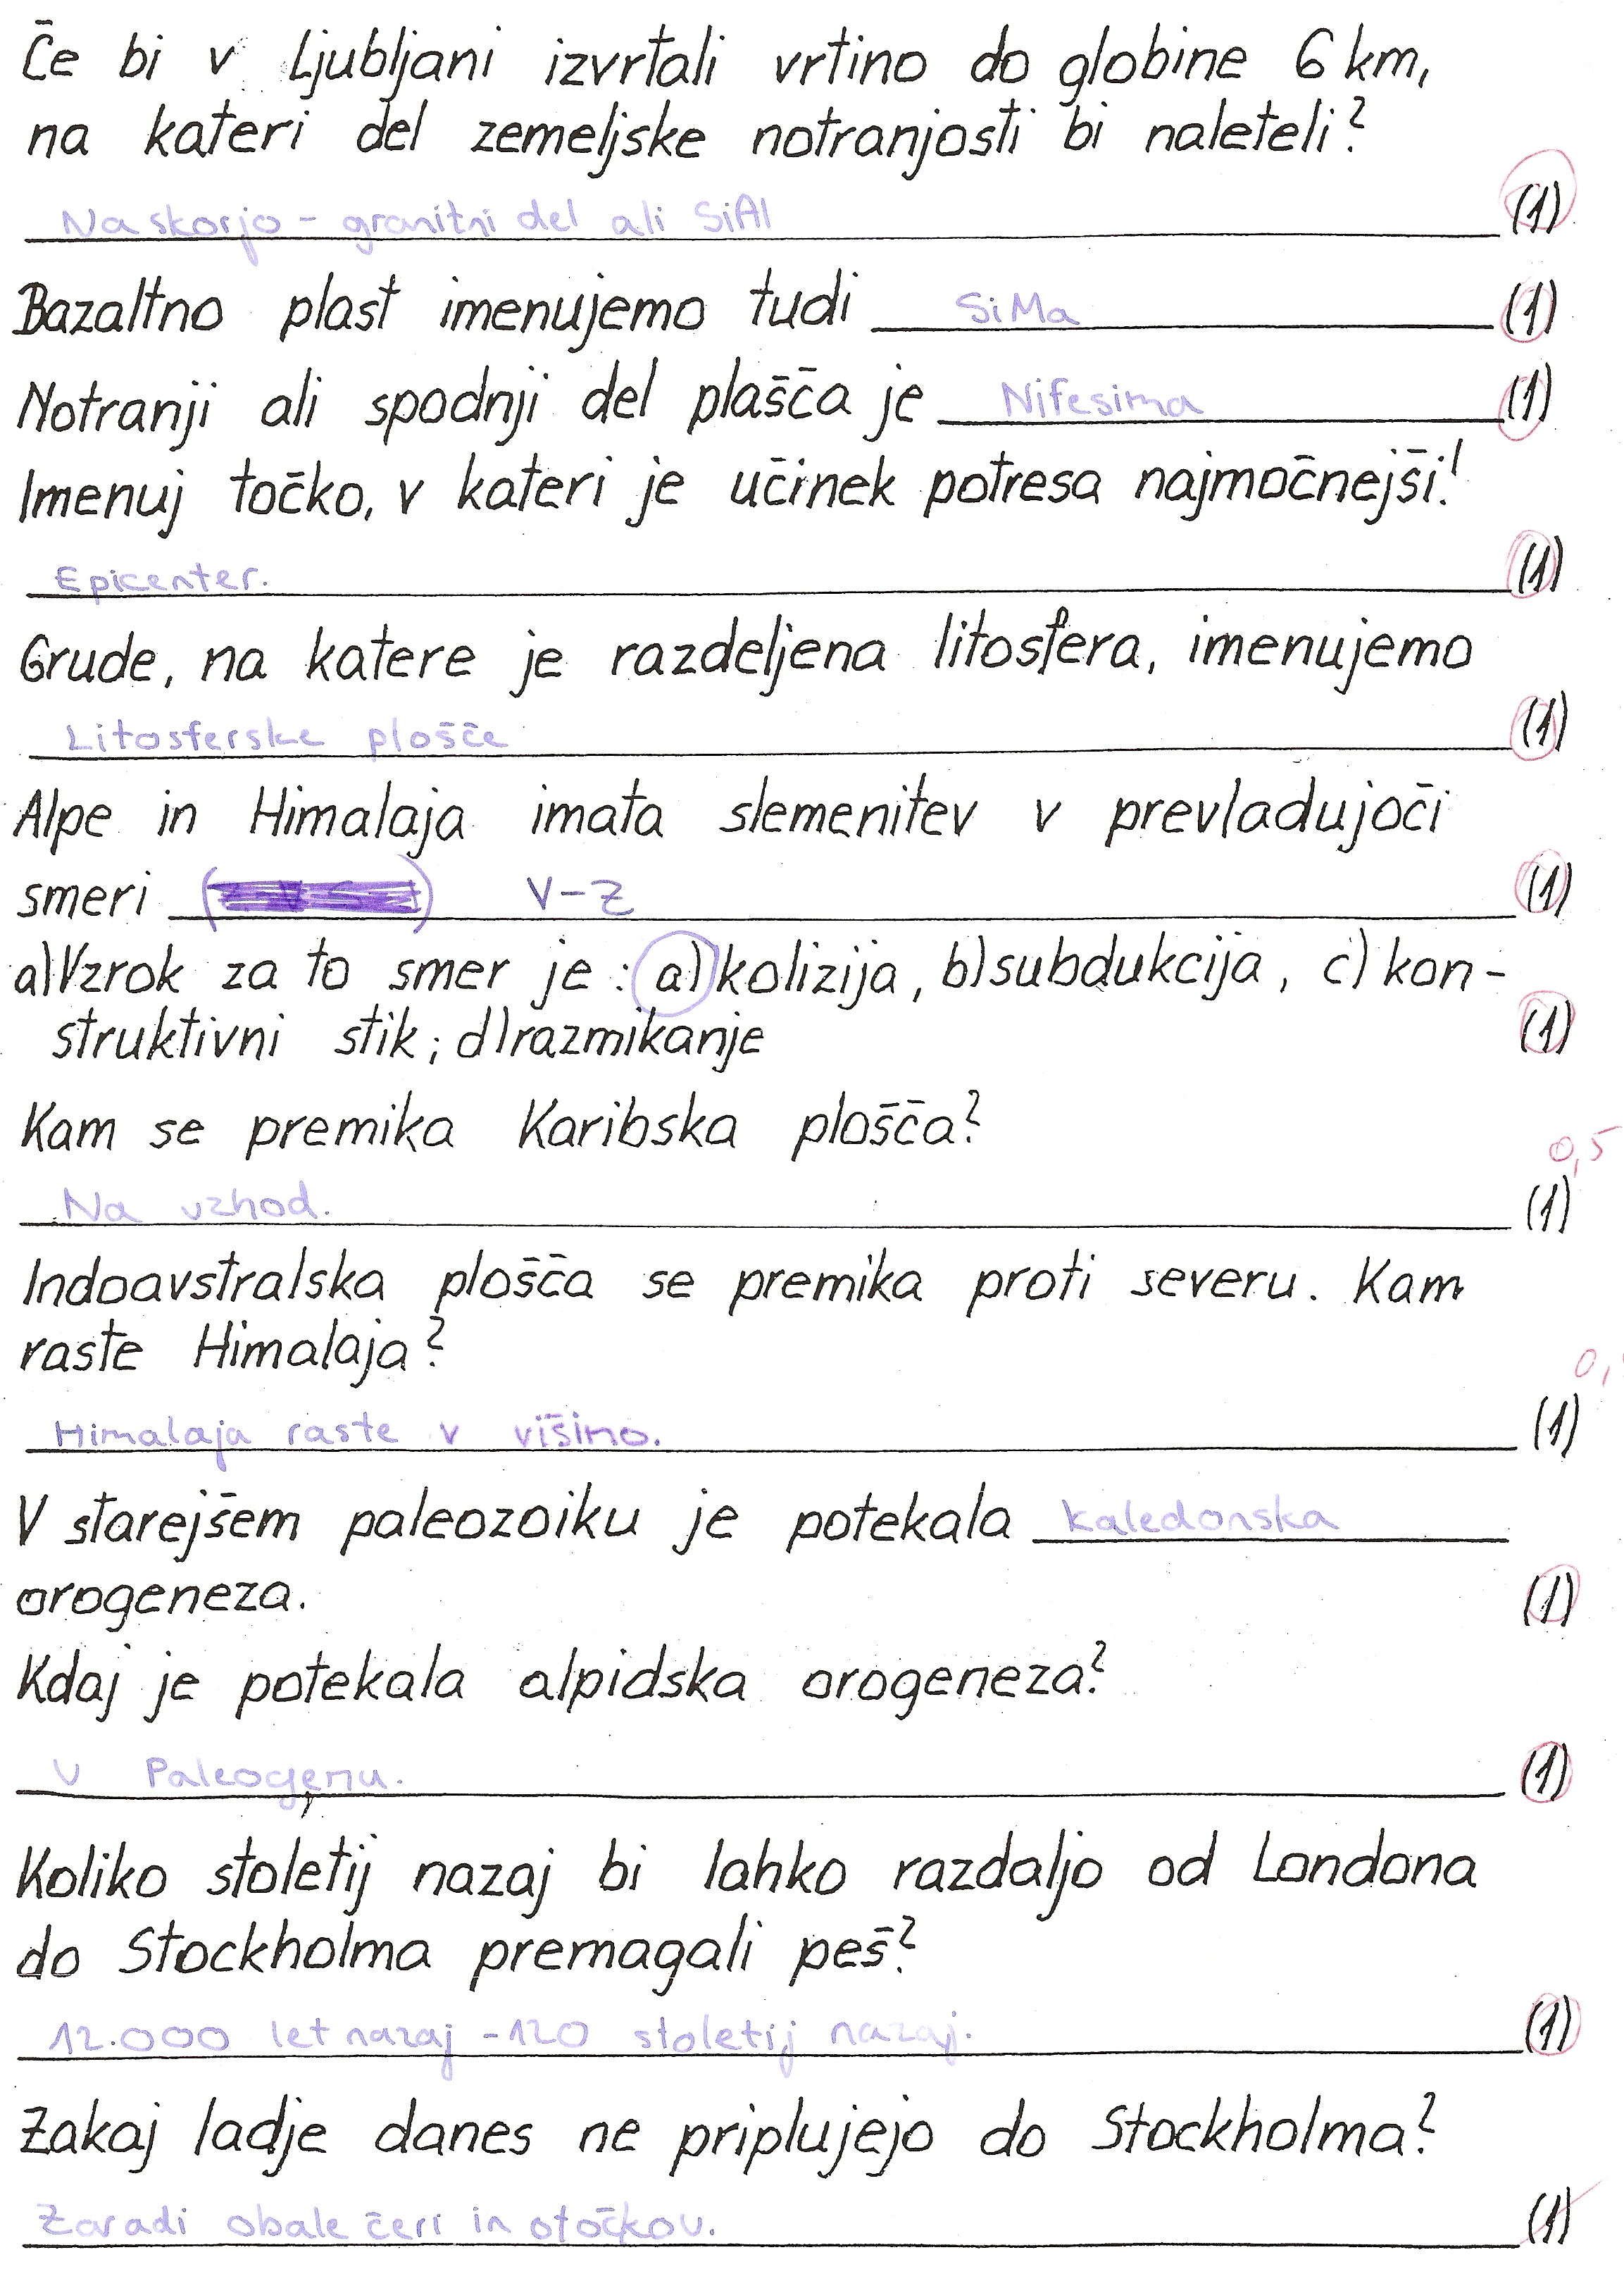 Če bi v Ljubljani izvrtali vrtino do globine 6 km,
na kateri del zemeljske notranjosti bi naleteli?
Na skorjo - granitni del ali SiAl (1)
Bazaltno plast imenujemo tudi SiMa (1)
Notranji ali spodnji del plašča je Nifesima (1)
Imenuj točko, v kateri je učinek potresa najmočnejši!
Epicenter. (1)
Grude, na katere je razdeljena litosfera, imenujemo
Litosferske plošče (1)
Alpe in Himalaja imata slemenitev v prevladujoči
smeri V-Z (1)
a) Vzrok za to smer je: a) kolizija, b) subdukcija, c) kon-
struktivni stik; d) razmikanje (1)
Kam se premika Karibska plošča?
0,5
Na vzhod. (1)
Indoavstralska plošča se premika proti severu. Kam
raste Himalaja?
0,
Himalaja raste v višino. (1)
V starejšem paleozoiku je potekala kaledonska
orogeneza. (1)
Kdaj je potekala alpidska orogeneza?
V Paleogenu. (1)
Koliko stoletij nazaj bi lahko razdaljo od Londona
do Stockholma premagali peš?
12.000 let nazaj - 120 stoletij nazaj. (1)
Zakaj ladje danes ne priplujejo do Stockholma?
Zaradi obale čeri in otočkov. (1)